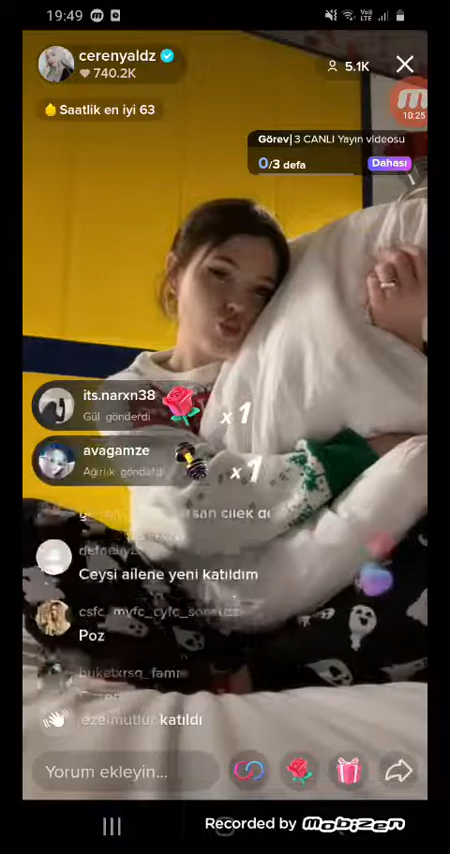 19:49
Vo))
LTE
cerenyaldz
740.2K
5.1K
Saatlik en iyi 63
10:25
Görev| 3 CANLI Yayın videosu
0/3 defa
Dahası
its.narxn38
Gül gönderdi
x1
avagamze
Ağırlık gönderdi
x1
Ceysi ailene yeni katıldım
Poz
katıldı
Yorum ekleyin...
Recorded by mobizen